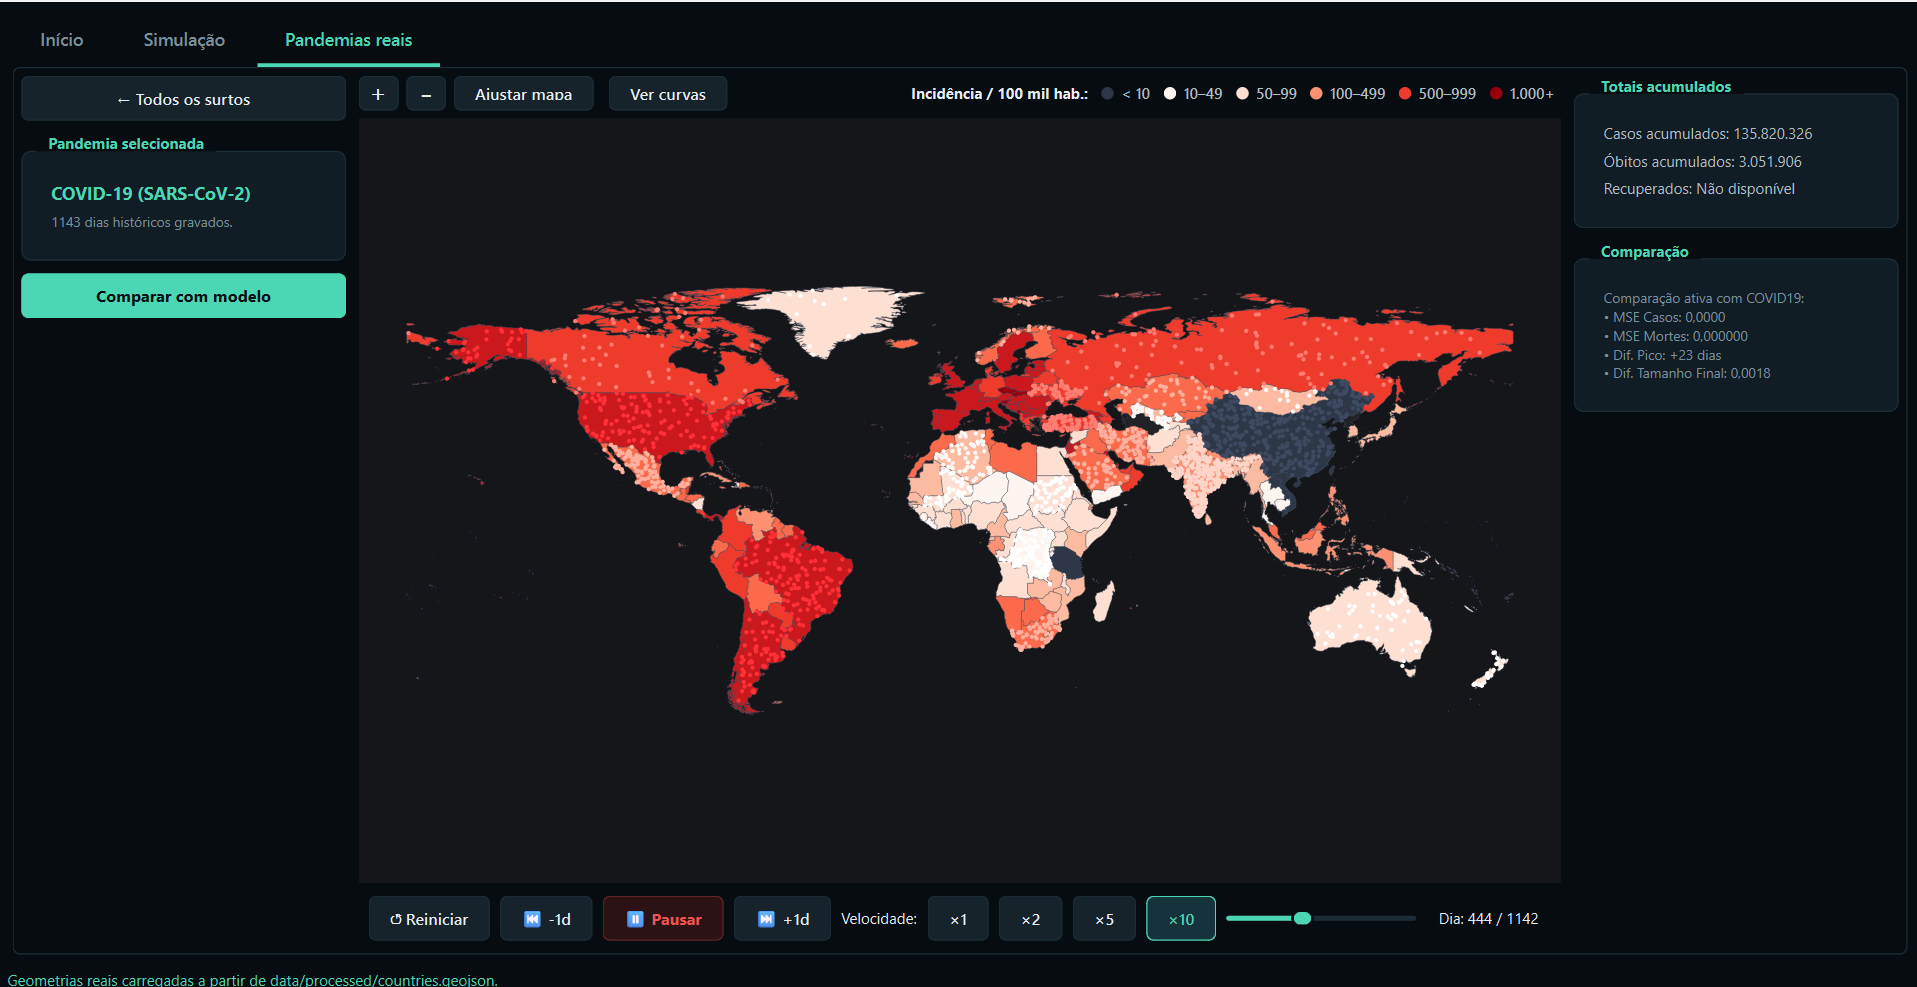 Início Simulação Pandemias reais
← Todos os surtos
Pandemia selecionada
COVID-19 (SARS-CoV-2)
1143 dias históricos gravados.
Comparar com modelo
+ − Ajustar mapa Ver curvas
Incidência / 100 mil hab.: < 10 10–49 50–99 100–499 500–999 1.000+
Totais acumulados
Casos acumulados: 135.820.326
Óbitos acumulados: 3.051.906
Recuperados: Não disponível
Comparação
Comparação ativa com COVID19:
• MSE Casos: 0,0000
• MSE Mortes: 0,000000
• Dif. Pico: +23 dias
• Dif. Tamanho Final: 0,0018
↺ Reiniciar ⏮ -1d ⏸ Pausar ⏭ +1d Velocidade: ×1 ×2 ×5 ×10 Dia: 444 / 1142
Geometrias reais carregadas a partir de data/processed/countries.geojson.